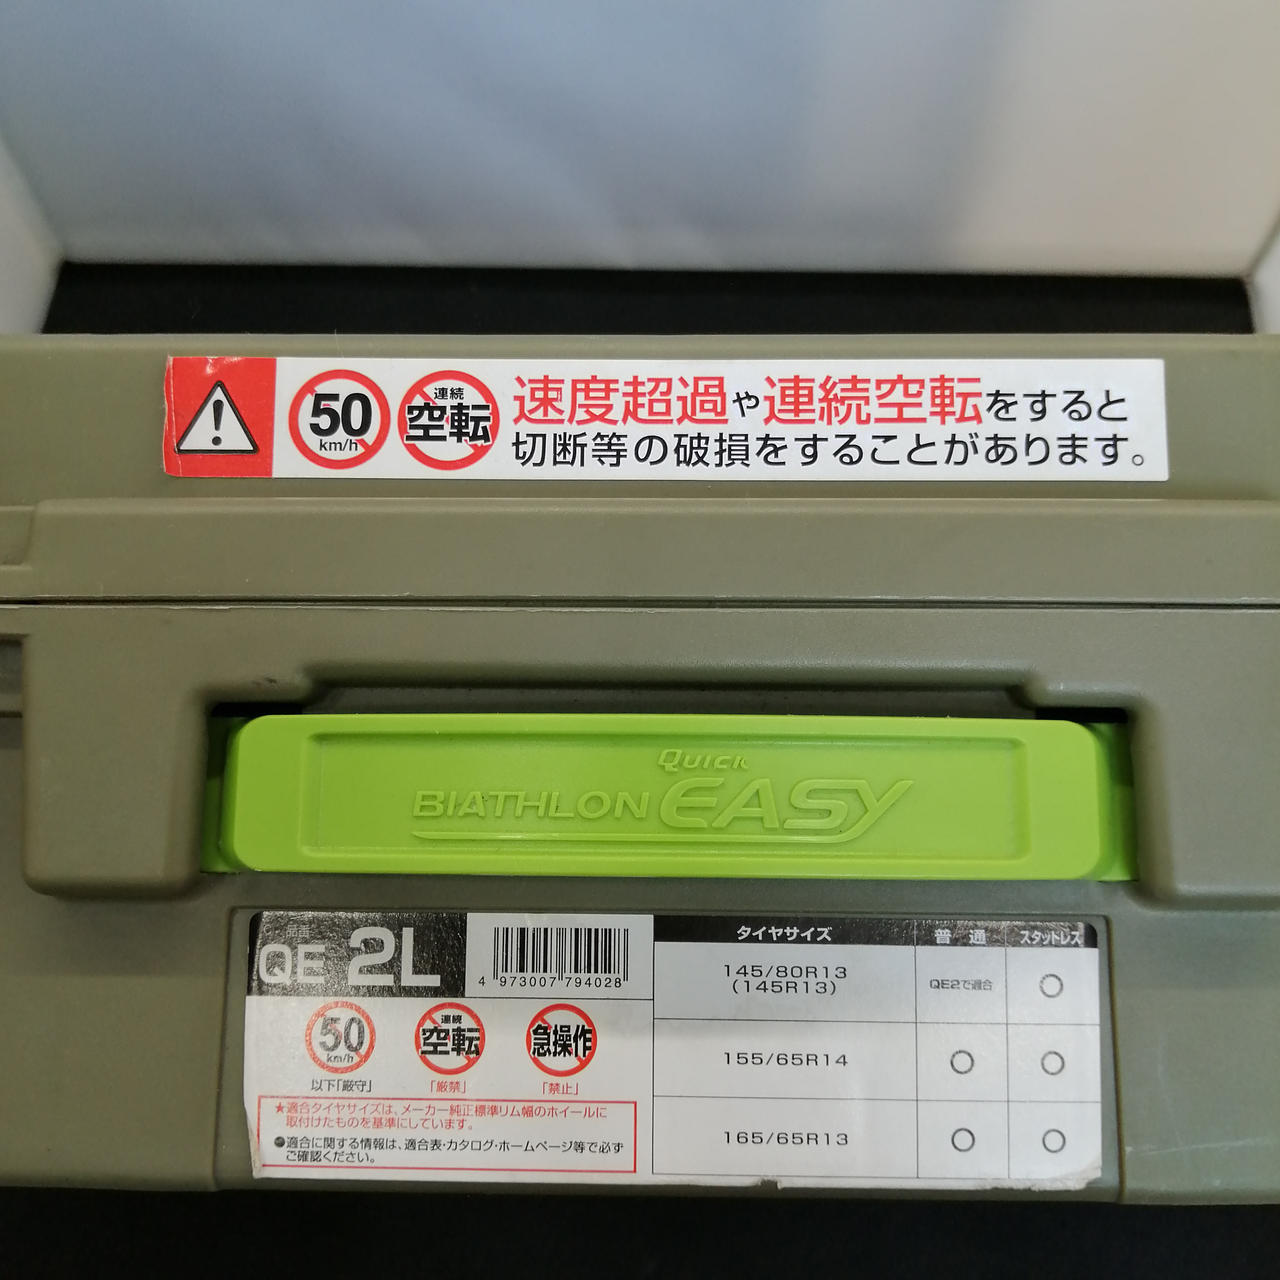 50
km/h
連続
空転
速度超過や連続空転をすると
切断等の破損をすることがあります。
QUICK
BIATHLON EASY
品番
QE 2L
4 973007 794028
50
km/h
以下「厳守」
連続
空転
「厳禁」
急操作
「禁止」
★適合タイヤサイズは、メーカー純正標準リム幅のホイールに
取付けたものを基準にしています。
●適合に関する情報は、適合表・カタログ・ホームページ等で必ず
ご確認ください。
タイヤサイズ 普通 スタッドレス
145/80R13
(145R13) QE2で適合 ○
155/65R14 ○ ○
165/65R13 ○ ○